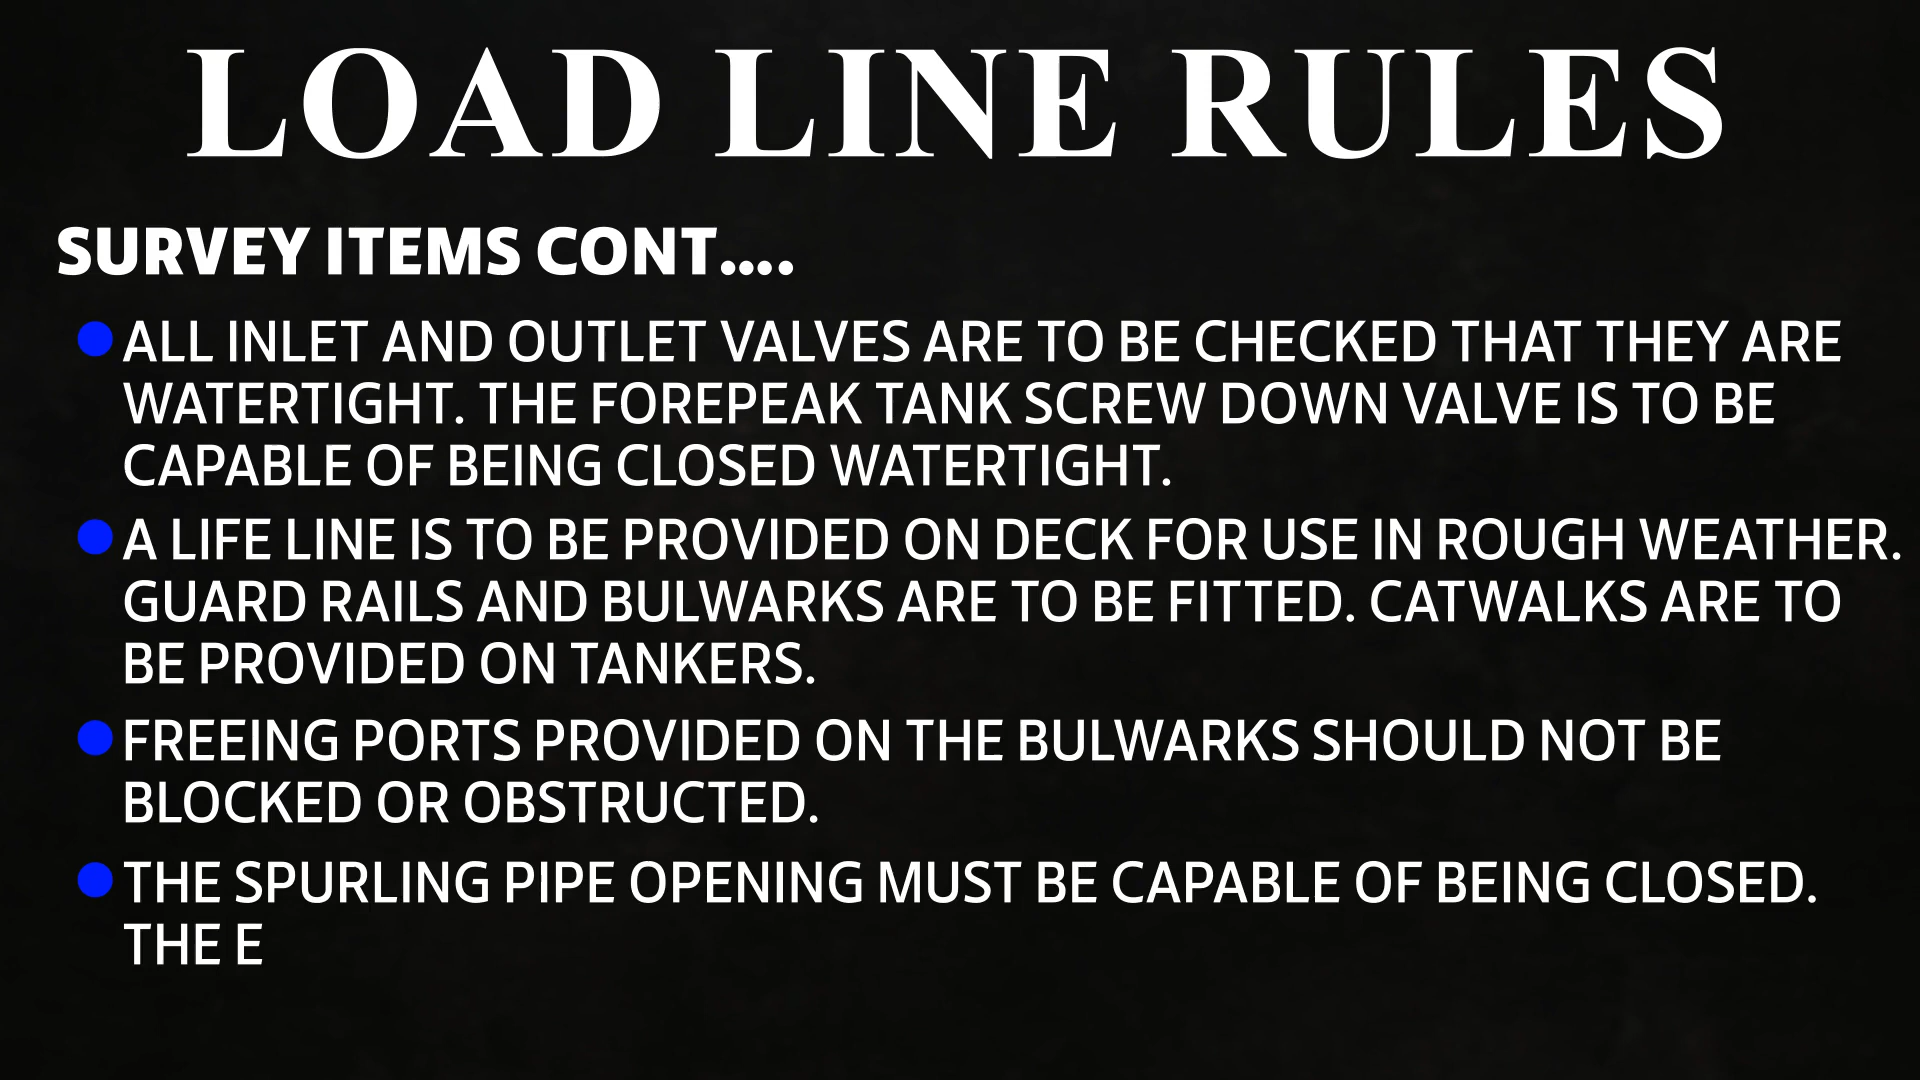 LOAD LINE RULES
SURVEY ITEMS CONT....
ALL INLET AND OUTLET VALVES ARE TO BE CHECKED THAT THEY ARE
WATERTIGHT. THE FOREPEAK TANK SCREW DOWN VALVE IS TO BE
CAPABLE OF BEING CLOSED WATERTIGHT.
A LIFE LINE IS TO BE PROVIDED ON DECK FOR USE IN ROUGH WEATHER.
GUARD RAILS AND BULWARKS ARE TO BE FITTED. CATWALKS ARE TO
BE PROVIDED ON TANKERS.
FREEING PORTS PROVIDED ON THE BULWARKS SHOULD NOT BE
BLOCKED OR OBSTRUCTED.
THE SPURLING PIPE OPENING MUST BE CAPABLE OF BEING CLOSED.
THE E